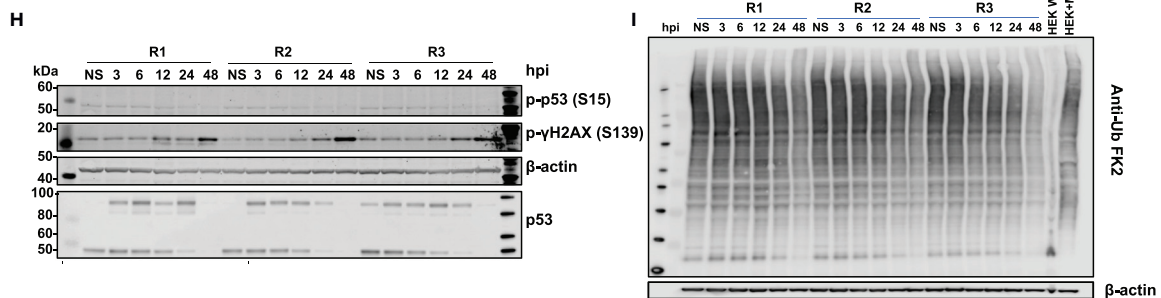 H
R1 R2 R3
kDa NS 3 6 12 24 48 NS 3 6 12 24 48 NS 3 6 12 24 48 hpi
60
50
p-p53 (S15)
20
p-γH2AX (S139)
50
40
β-actin
100
80
60
50
p53
I
R1 R2 R3
hpi NS 3 6 12 24 48 NS 3 6 12 24 48 NS 3 6 12 24 48
HEK
HEK+
Anti-Ub FK2
β-actin